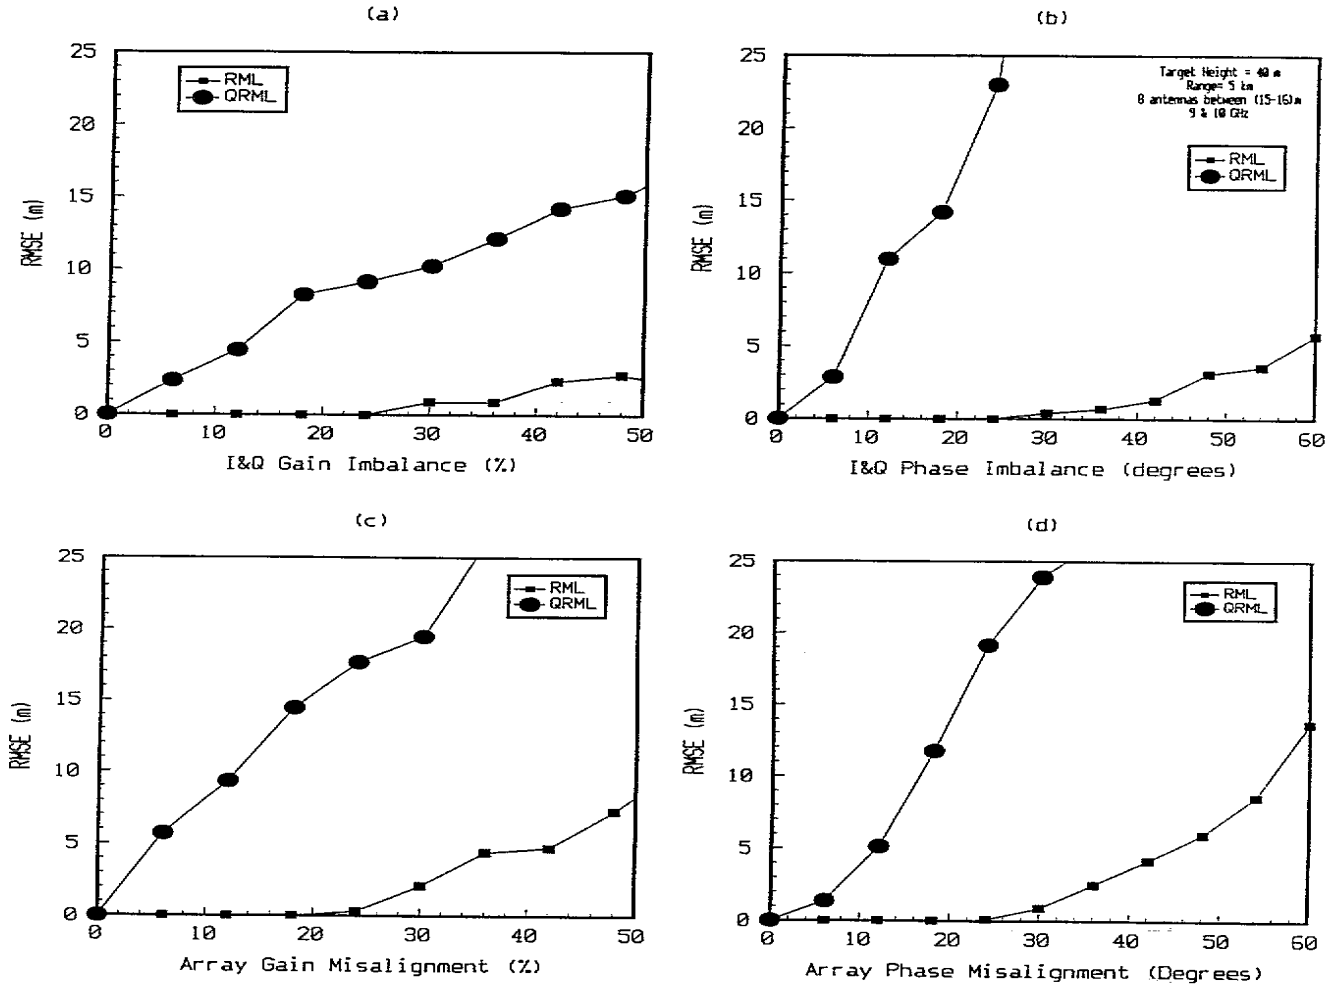 (a)
25
20
15
10
5
0
RMSE (m)
RML
QRML
0 10 20 30 40 50
I&Q Gain Imbalance (%)
(b)
25
20
15
10
5
0
RMSE (m)
Target Height = 40 m
Range= 5 km
8 antennas between (15-16)m
9 & 10 GHz
RML
QRML
0 10 20 30 40 50 60
I&Q Phase Imbalance (degrees)
(c)
25
20
15
10
5
0
RMSE (m)
RML
QRML
0 10 20 30 40 50
Array Gain Misalignment (%)
(d)
25
20
15
10
5
0
RMSE (m)
RML
QRML
0 10 20 30 40 50 60
Array Phase Misalignment (Degrees)